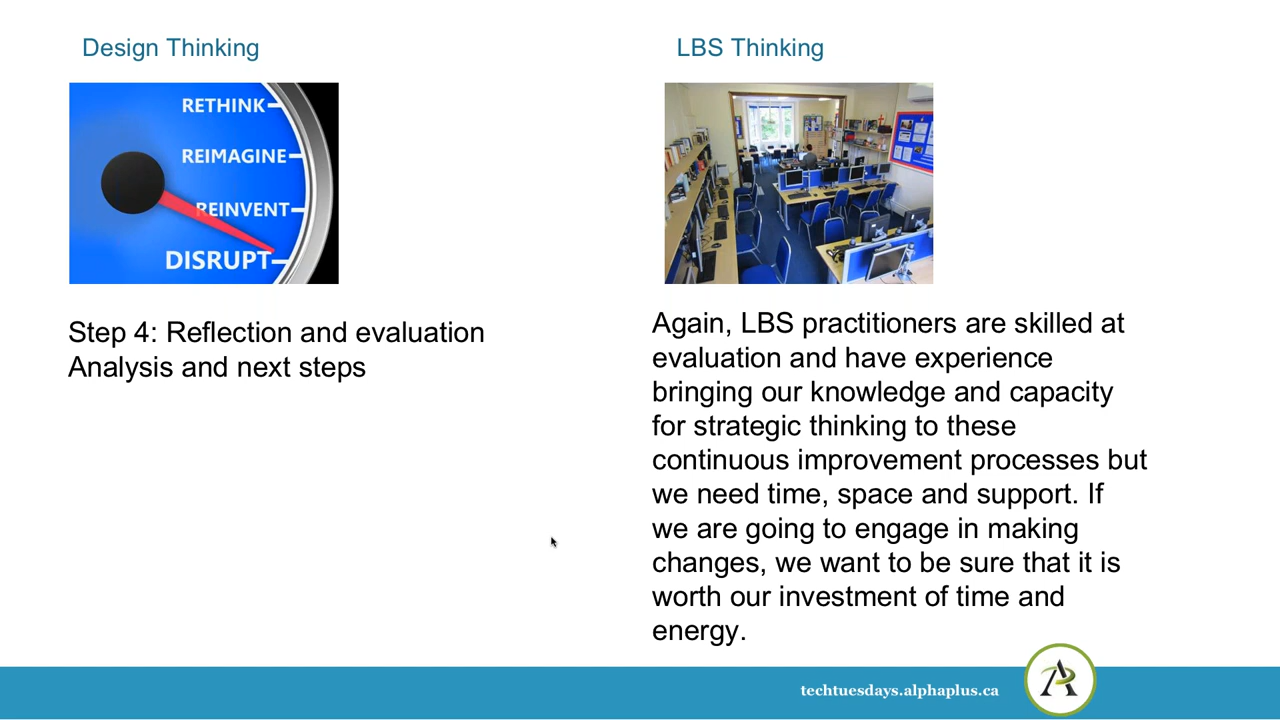 Design Thinking
RETHINK
REIMAGINE
REINVENT
DISRUPT
Step 4: Reflection and evaluation
Analysis and next steps
LBS Thinking
Again, LBS practitioners are skilled at
evaluation and have experience
bringing our knowledge and capacity
for strategic thinking to these
continuous improvement processes but
we need time, space and support. If
we are going to engage in making
changes, we want to be sure that it is
worth our investment of time and
energy.
techtuesdays.alphaplus.ca